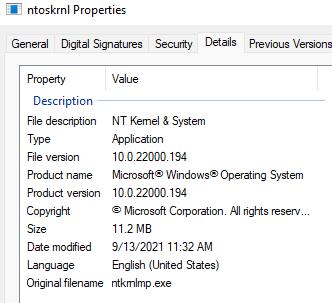 ntoskrnl Properties
General Digital Signatures Security Details Previous Versions
Property Value
Description
File description NT Kernel & System
Type Application
File version 10.0.22000.194
Product name Microsoft® Windows® Operating System
Product version 10.0.22000.194
Copyright © Microsoft Corporation. All rights reserv...
Size 11.2 MB
Date modified 9/13/2021 11:32 AM
Language English (United States)
Original filename ntkrnlmp.exe